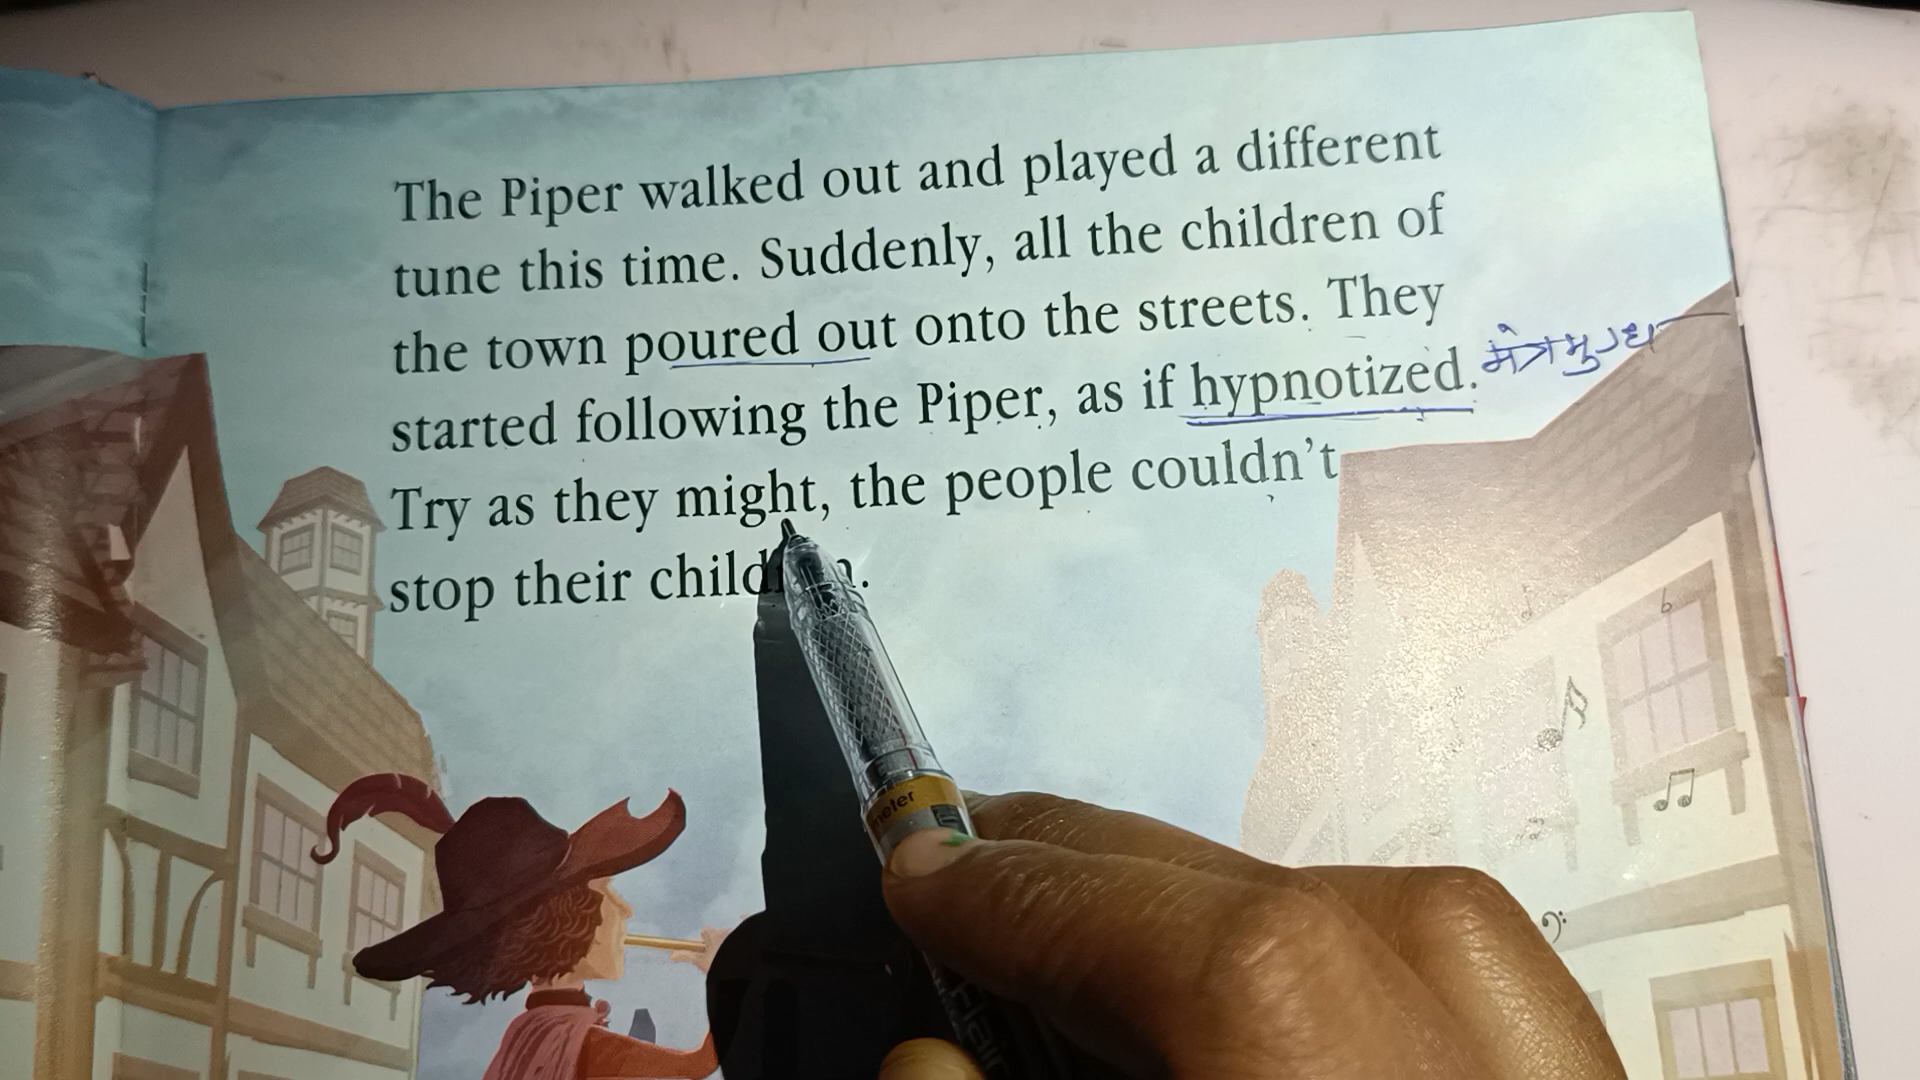 The Piper walked out and played a different
tune this time. Suddenly, all the children of
the town poured out onto the streets. They
started following the Piper, as if hypnotized. मंत्रमुग्ध
Try as they might, the people couldn't
stop their children.
meter